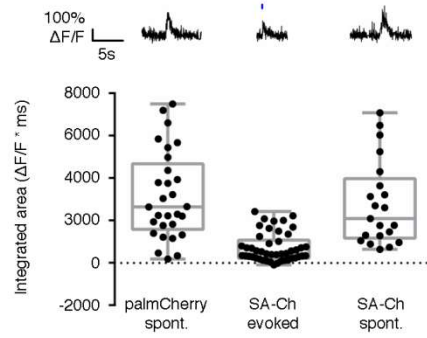 100%
ΔF/F
5s
Integrated area (ΔF/F * ms)
8000
6000
4000
2000
0
-2000
palmCherry
spont.
SA-Ch
evoked
SA-Ch
spont.